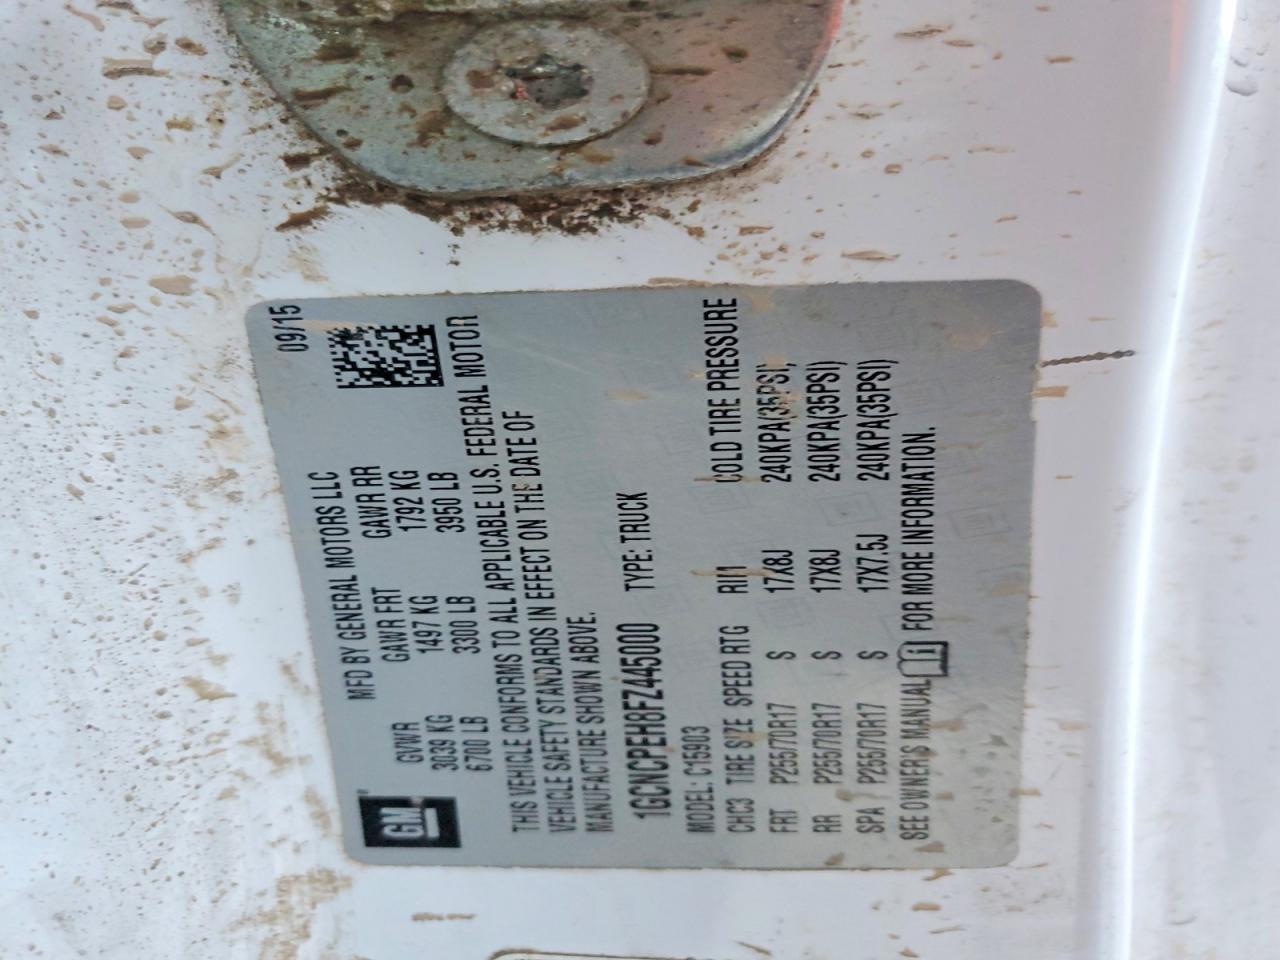 MFD BY GENERAL MOTORS LLC 09/15
GM
GVWR GAWR FRT GAWR RR
3039 KG 1497 KG 1792 KG
6700 LB 3300 LB 3950 LB
THIS VEHICLE CONFORMS TO ALL APPLICABLE U.S. FEDERAL MOTOR
VEHICLE SAFETY STANDARDS IN EFFECT ON THE DATE OF
MANUFACTURE SHOWN ABOVE.
1GCNCPEH8FZ445000 TYPE: TRUCK
MODEL: C15903
CHC3 TIRE SIZE SPEED RTG RIM COLD TIRE PRESSURE
FRT P255/70R17 S 17X8J 240KPA(35PSI)
RR P255/70R17 S 17X8J 240KPA(35PSI)
SPA P255/70R17 S 17X7.5J 240KPA(35PSI)
SEE OWNER'S MANUAL i FOR MORE INFORMATION.